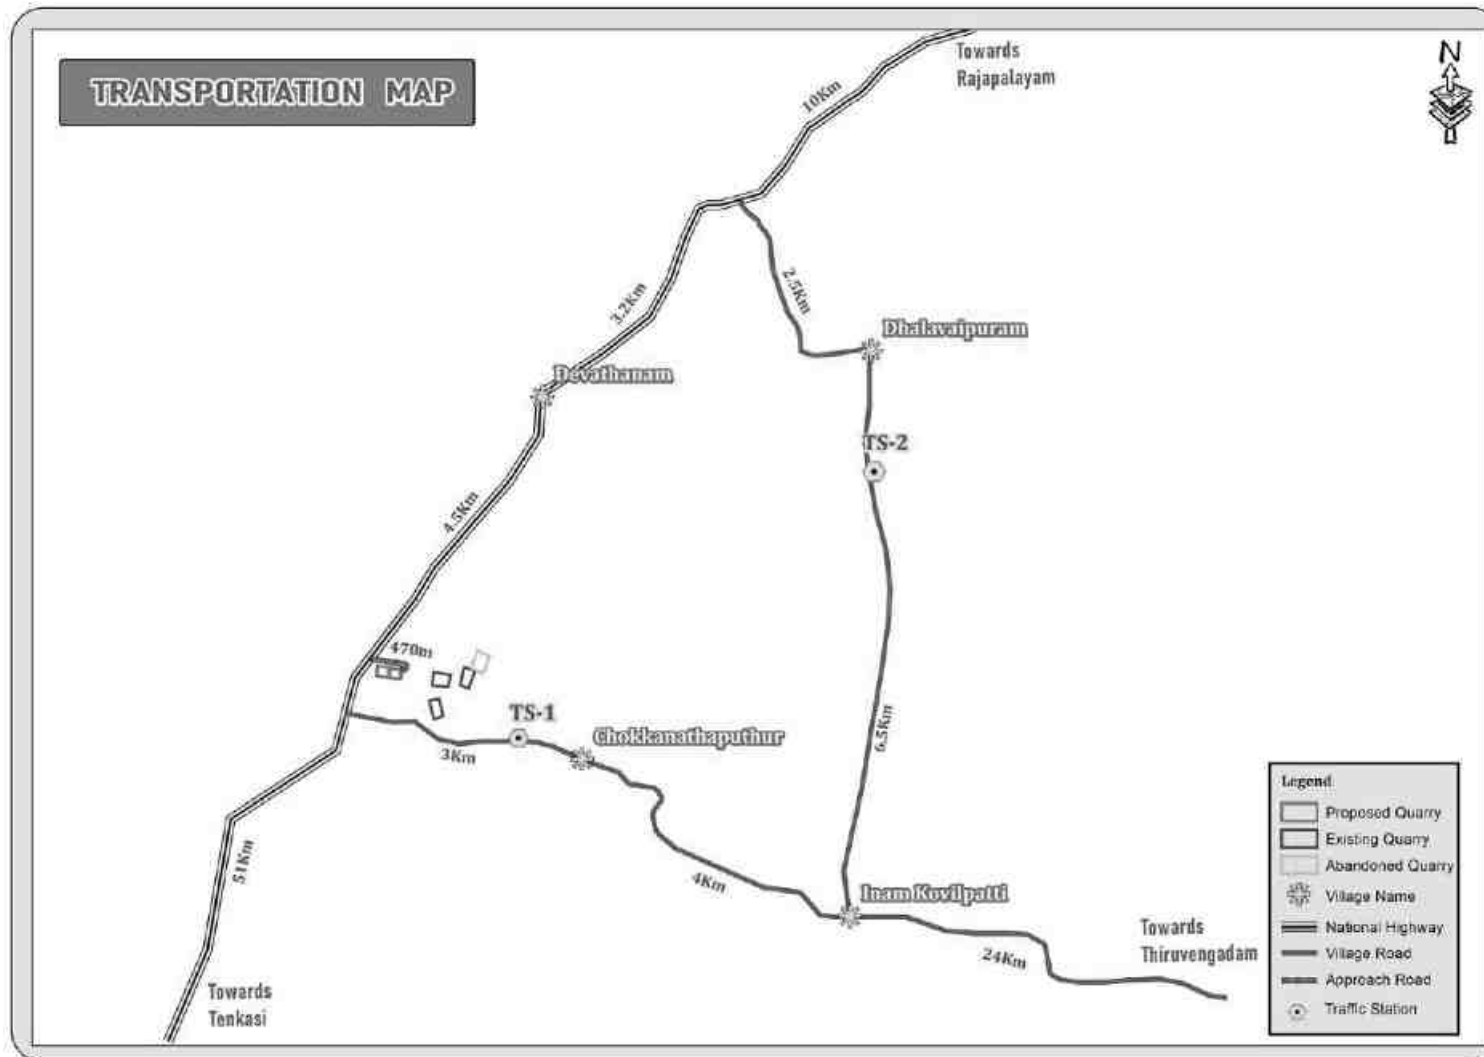 TRANSPORTATION MAP
Towards
Rajapalayam
N
10Km
2.5Km
3.2Km
Dhalavaipuram
Devathanam
TS-2
4.5Km
470m
TS-1
Chokkanathaputhur
3Km
6.5Km
51Km
4Km
Inam Kovilpatti
24Km
Towards
Thiruvengadam
Towards
Tenkasi
Legend
Proposed Quarry
Existing Quarry
Abandoned Quarry
Village Name
National Highway
Village Road
Approach Road
Traffic Station